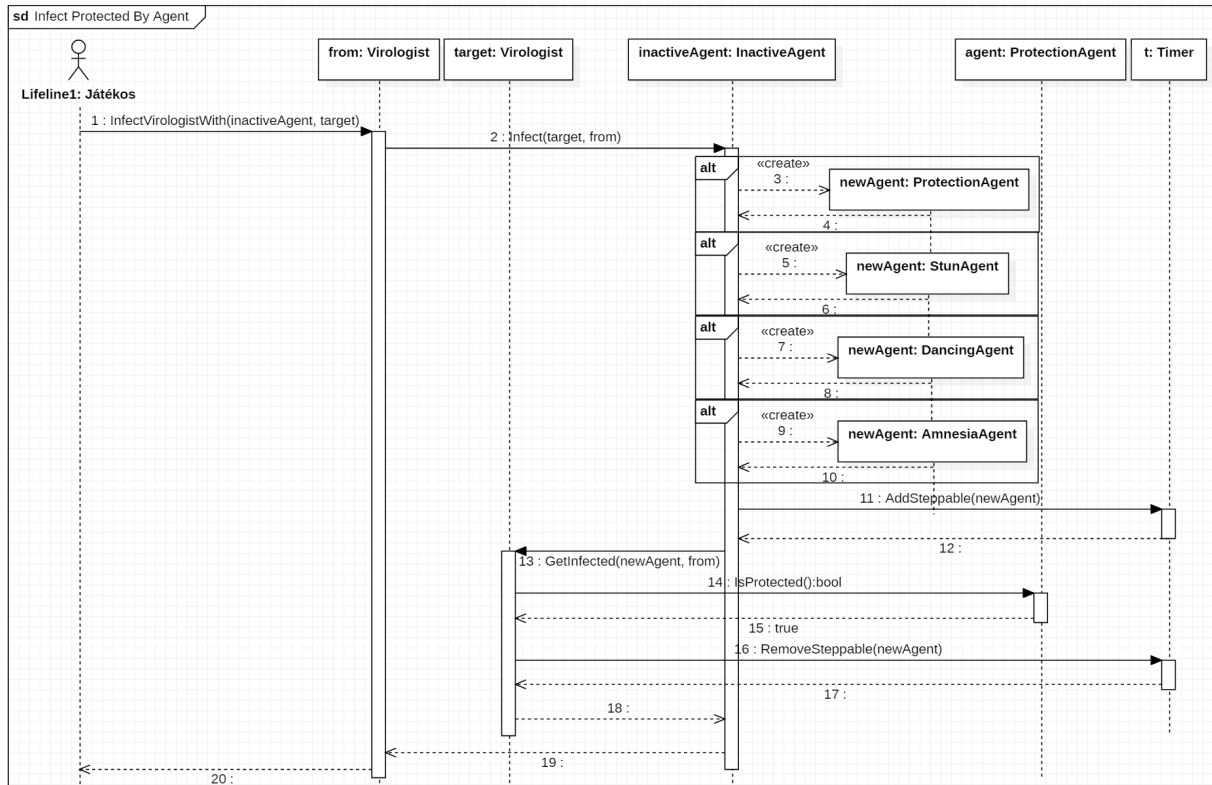 sd Infect Protected By Agent
Lifeline1: Játékos
from: Virologist
target: Virologist
inactiveAgent: InactiveAgent
agent: ProtectionAgent
t: Timer
1 : InfectVirologistWith(inactiveAgent, target)
2 : Infect(target, from)
alt
«create»
3 :
newAgent: ProtectionAgent
4 :
alt
«create»
5 :
newAgent: StunAgent
6 :
alt
«create»
7 :
newAgent: DancingAgent
8 :
alt
«create»
9 :
newAgent: AmnesiaAgent
10 :
11 : AddSteppable(newAgent)
12 :
13 : GetInfected(newAgent, from)
14 : IsProtected():bool
15 : true
16 : RemoveSteppable(newAgent)
17 :
18 :
19 :
20 :